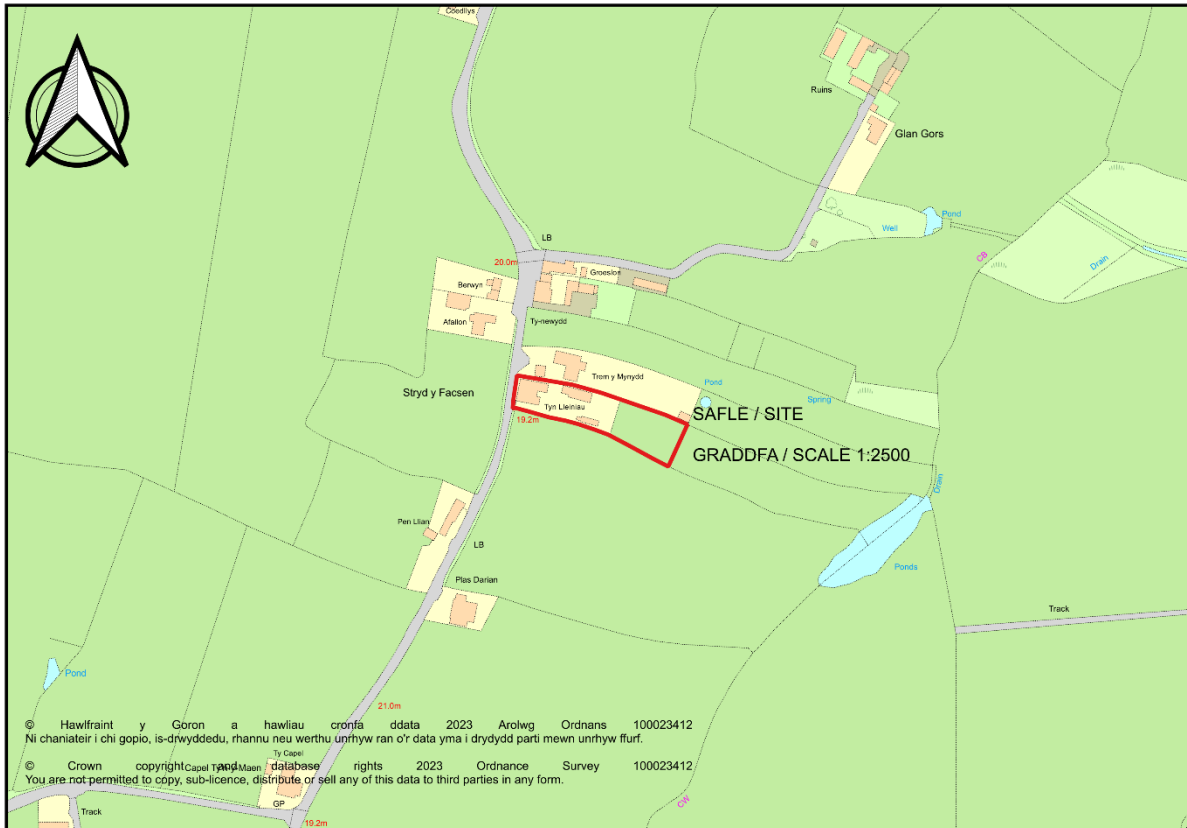 Coedllys
Ruins
Glan Gors
Pond
Well
LB
CB
Drain
20.0m
Groeslon
Berwyn
Afallon
Ty-newydd
Trem y Mynydd
Stryd y Facsen
Pond
Spring
Tyn Lleiniau
SAFLE / SITE
19.2m
GRADDFA / SCALE 1:2500
Drain
Pen Llan
LB
Ponds
Plas Darian
Track
Pond
21.0m
© Hawlfraint y Goron a hawliau cronfa ddata 2023 Arolwg Ordnans 100023412
Ni chaniateir i chi gopio, is-drwyddedu, rhannu neu werthu unrhyw ran o'r data yma i drydydd parti mewn unrhyw ffurf.
Ty Capel
© Crown copyright and database rights 2023 Ordnance Survey 100023412
You are not permitted to copy, sub-licence, distribute or sell any of this data to third parties in any form.
GP
CW
Track
19.2m